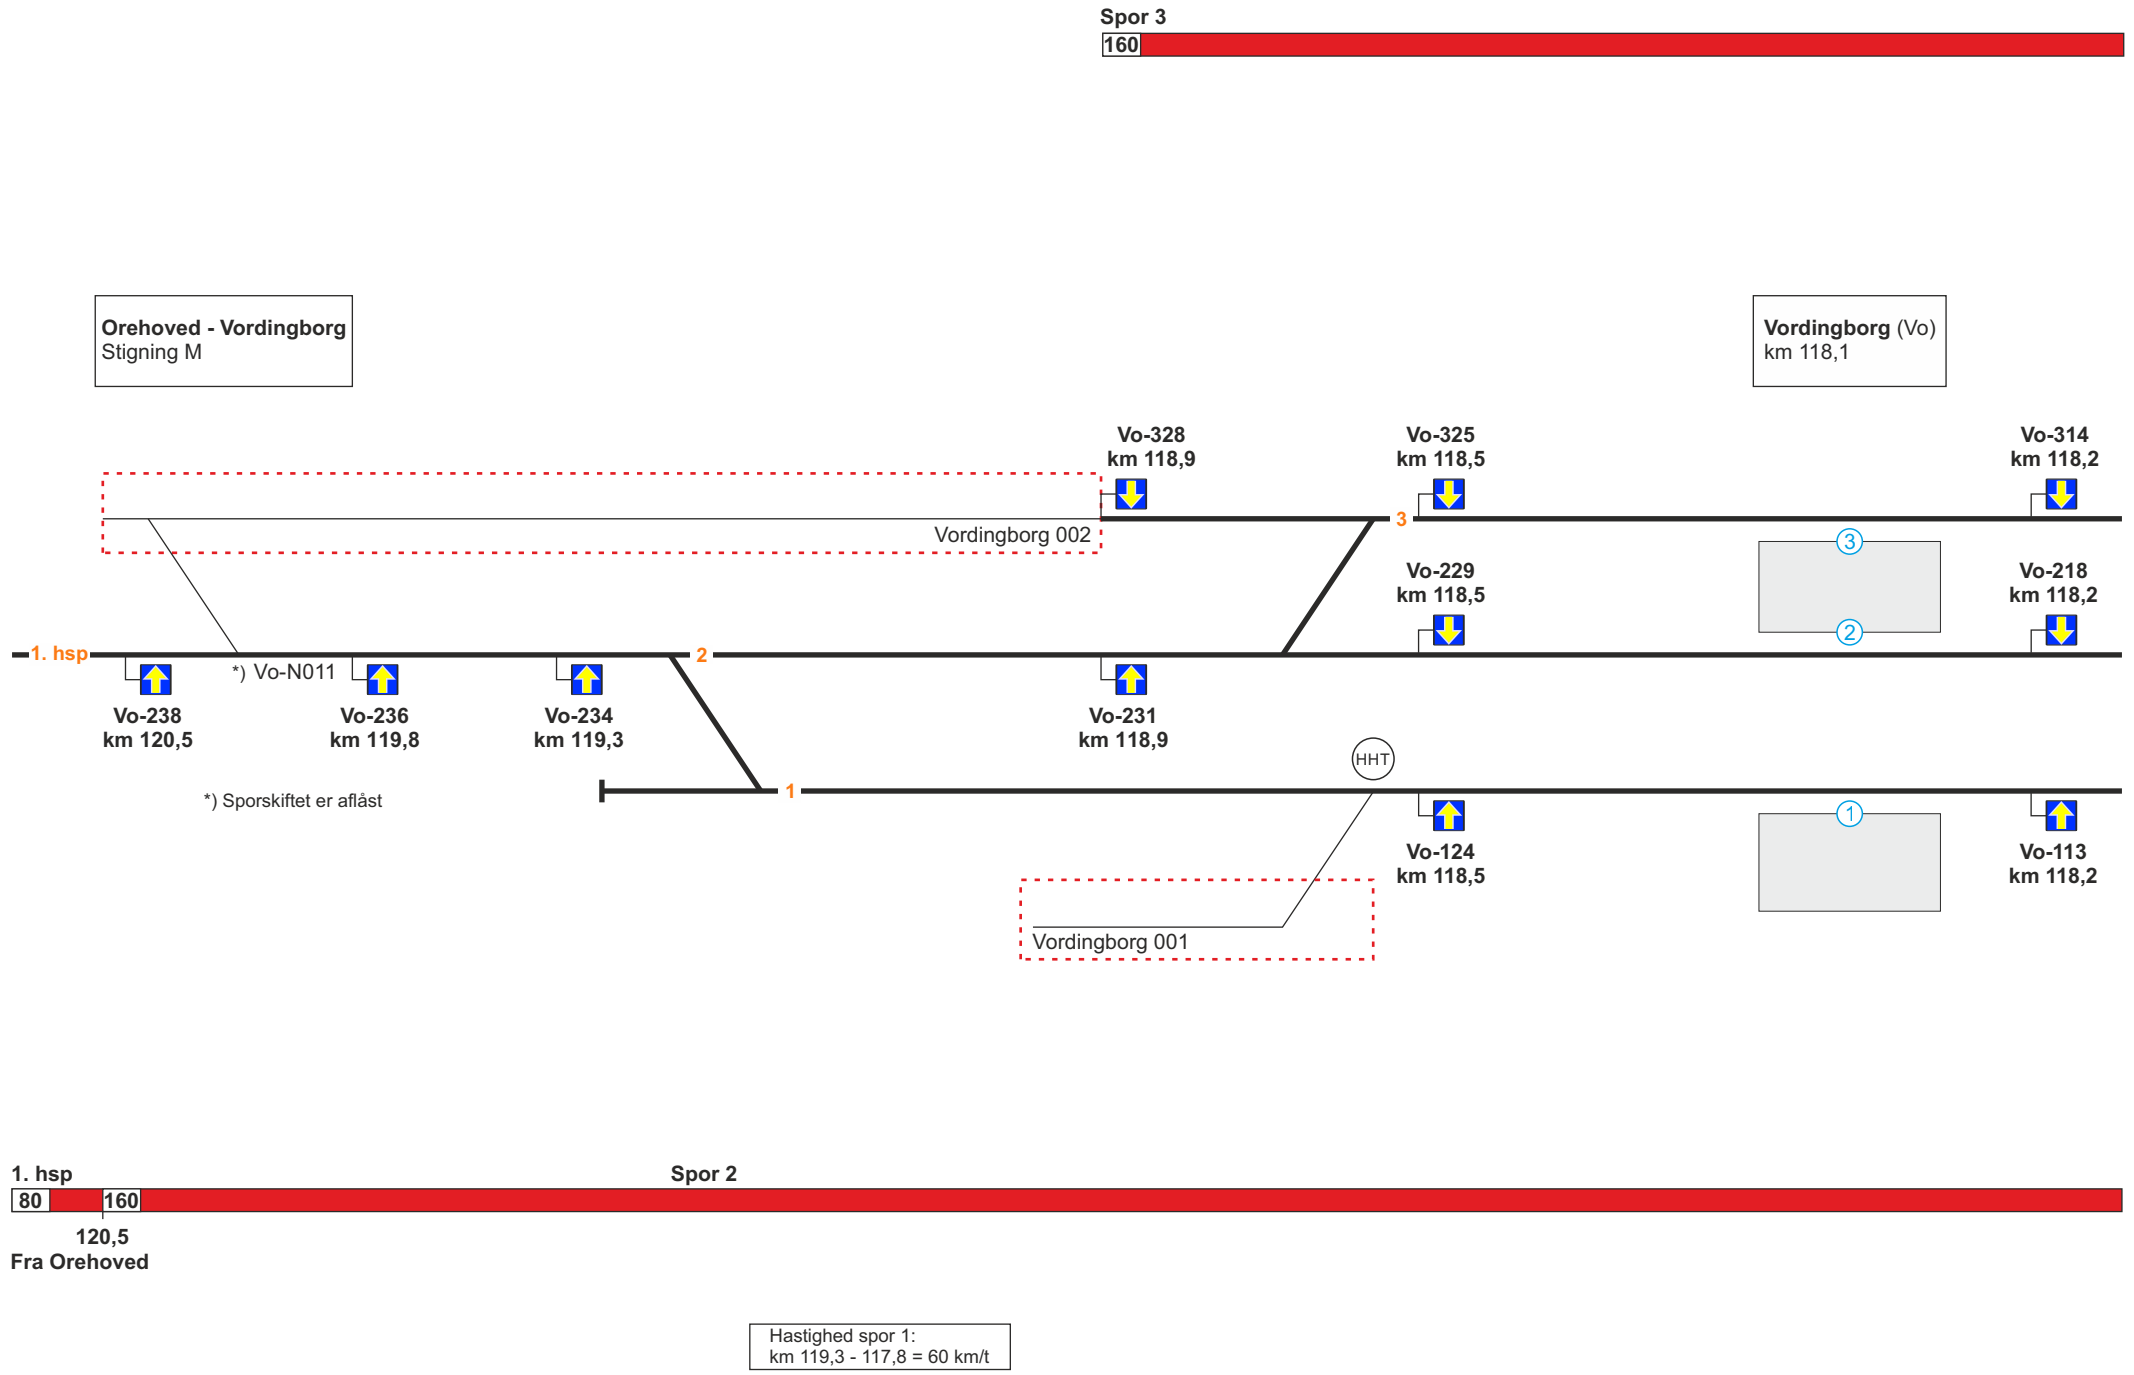 Spor 3
160
Orehoved - Vordingborg
Stigning M
Vordingborg (Vo)
km 118,1
Vo-328
km 118,9
Vo-325
km 118,5
Vo-314
km 118,2
Vordingborg 002
3
3
Vo-229
km 118,5
Vo-218
km 118,2
2
1. hsp
2
*) Vo-N011
Vo-238
km 120,5
Vo-236
km 119,8
Vo-234
km 119,3
Vo-231
km 118,9
HHT
*) Sporskiftet er aflåst
1
1
Vo-124
km 118,5
Vo-113
km 118,2
Vordingborg 001
1. hsp
Spor 2
80
160
120,5
Fra Orehoved
Hastighed spor 1:
km 119,3 - 117,8 = 60 km/t